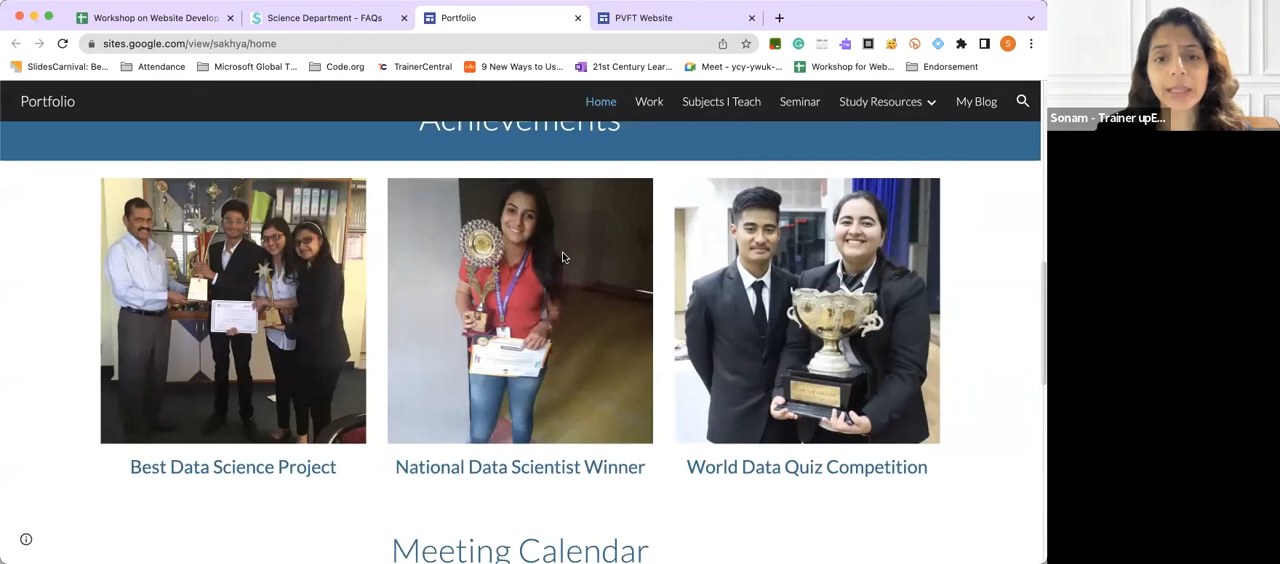 Workshop on Website Develop
Science Department - FAQs
Portfolio
PVFT Website
sites.google.com/view/sakhya/home
SlidesCarnival: Be...
Attendance
Microsoft Global T...
Code.org
TrainerCentral
9 New Ways to Us...
21st Century Lear...
Meet - ycy-ywuk-...
Workshop for Web...
Endorsement
Portfolio
Home
Work
Subjects I Teach
Seminar
Study Resources
My Blog
Sonam - Trainer upE...
Achievements
Best Data Science Project
National Data Scientist Winner
World Data Quiz Competition
Meeting Calendar